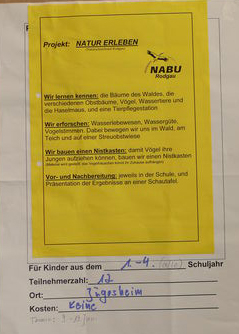 Projekt: NATUR ERLEBEN
NABU
Rodgau
Wir lernen kennen: die Bäume des Waldes, die
verschiedenen Obstbäume, Vögel, Wassertiere und
die Haselmaus, und eine Tierpflegestation
Wir erforschen: Wasserlebewesen, Wassergüte,
Vogelstimmen. Dabei bewegen wir uns im Wald, am
Teich und auf einer Streuobstwiese
Wir bauen einen Nistkasten: damit Vögel ihre
Jungen aufziehen können, bauen wir einen Nistkasten
Vor- und Nachbereitung: jeweils in der Schule, und
Präsentation der Ergebnisse an einer Schautafel.
Für Kinder aus dem 1.-4. Schuljahr
Teilnehmerzahl: 12
Ort: Jügesheim
Kosten: Keine